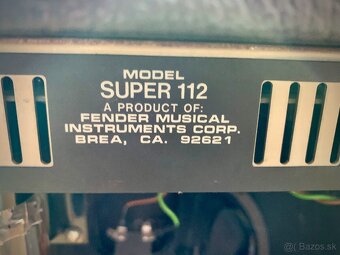 MODEL
SUPER 112
A PRODUCT OF:
FENDER MUSICAL
INSTRUMENTS CORP.
BREA, CA. 92621
Bazos.sk